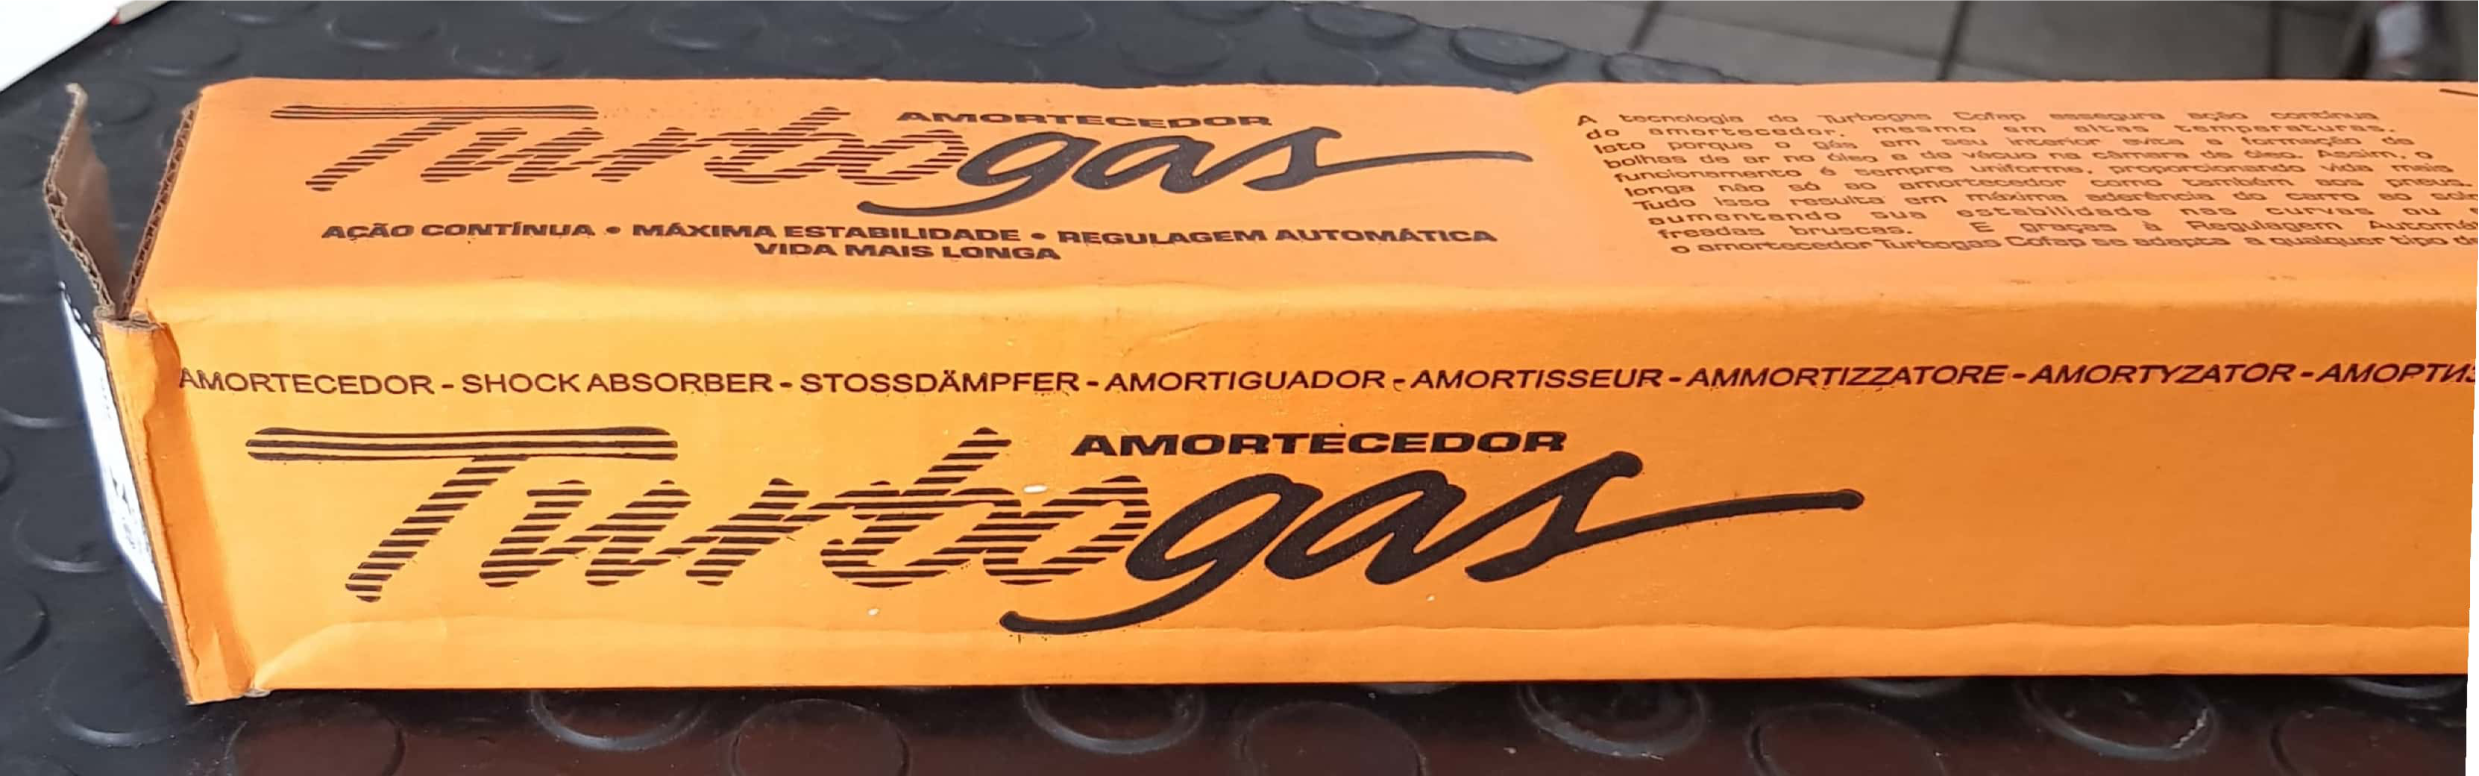 AMORTECEDOR
Turbogas
AÇÃO CONTÍNUA • MÁXIMA ESTABILIDADE • REGULAGEM AUTOMÁTICA
VIDA MAIS LONGA
A tecnologia do Turbogas Cofap assegura ação contínua
do amortecedor, mesmo em altas temperaturas.
Isto porque o gás em seu interior evita a formação de
bolhas de ar no óleo e de vácuo na câmara de óleo. Assim, o
funcionamento é sempre uniforme, proporcionando vida mais
longa não só ao amortecedor como também aos pneus.
Tudo isso resulta em máxima aderência do carro ao
aumentando sua estabilidade nas curvas ou
freadas bruscas. E graças à Regulagem
o amortecedor Turbogas Cofap se adapta a qualquer tipo
AMORTECEDOR - SHOCK ABSORBER - STOSSDÄMPFER - AMORTIGUADOR - AMORTISSEUR - AMMORTIZZATORE - AMORTYZATOR -
AMORTECEDOR
Turbogas